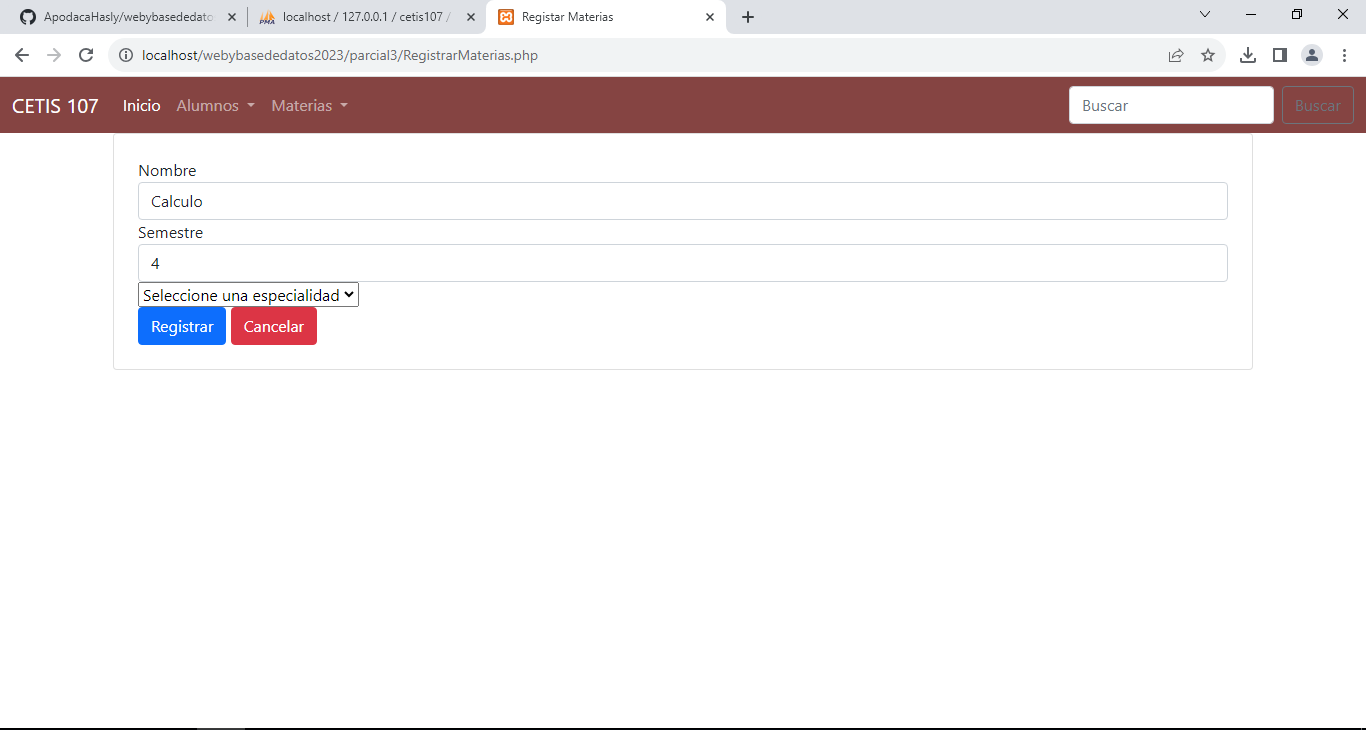 ApodacaHasly/webybasededato
localhost / 127.0.0.1 / cetis107 /
Registar Materias
localhost/webybasededatos2023/parcial3/RegistrarMaterias.php
CETIS 107 Inicio Alumnos Materias Buscar Buscar
Nombre
Calculo
Semestre
4
Seleccione una especialidad
Registrar Cancelar